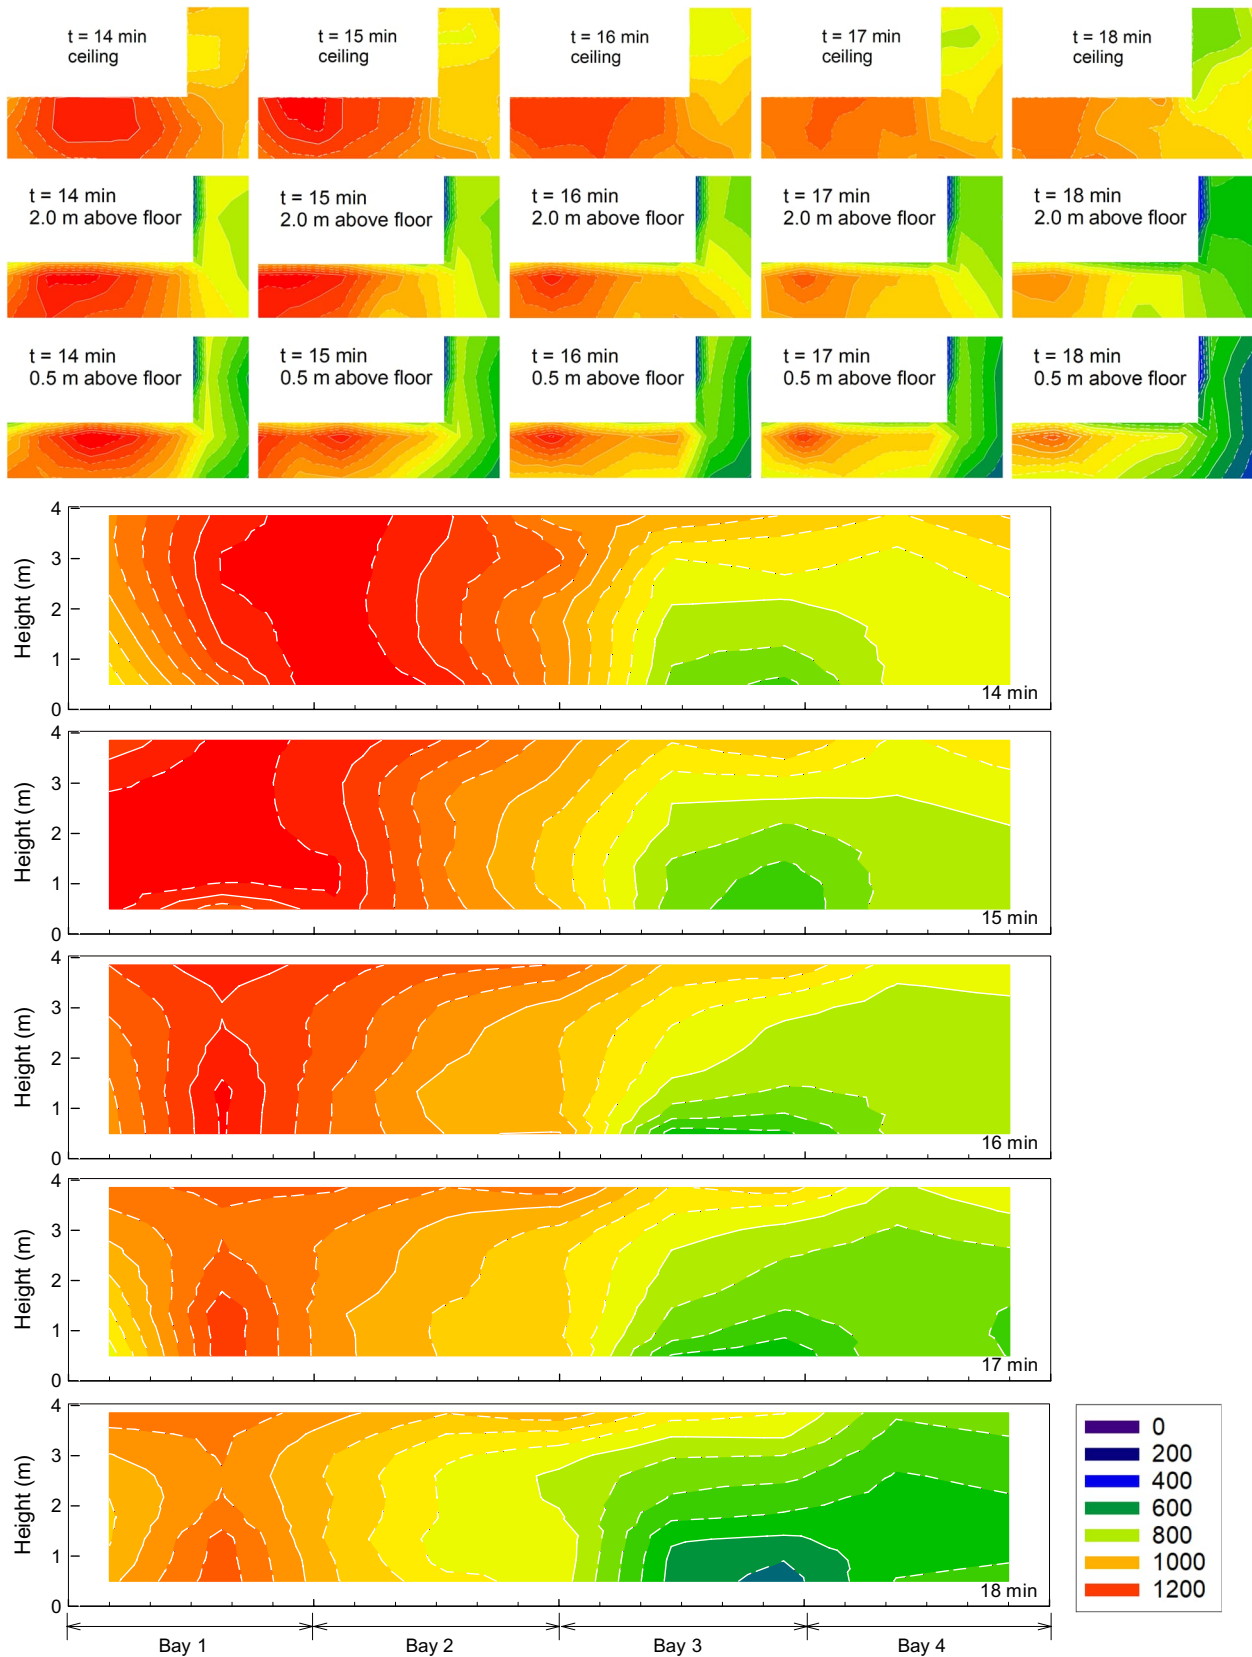 t = 14 min
ceiling
t = 15 min
ceiling
t = 16 min
ceiling
t = 17 min
ceiling
t = 18 min
ceiling
t = 14 min
2.0 m above floor
t = 15 min
2.0 m above floor
t = 16 min
2.0 m above floor
t = 17 min
2.0 m above floor
t = 18 min
2.0 m above floor
t = 14 min
0.5 m above floor
t = 15 min
0.5 m above floor
t = 16 min
0.5 m above floor
t = 17 min
0.5 m above floor
t = 18 min
0.5 m above floor
4
3
2
1
0
Height (m)
14 min
4
3
2
1
0
Height (m)
15 min
4
3
2
1
0
Height (m)
16 min
4
3
2
1
0
Height (m)
17 min
4
3
2
1
0
Height (m)
18 min
0
200
400
600
800
1000
1200
Bay 1
Bay 2
Bay 3
Bay 4